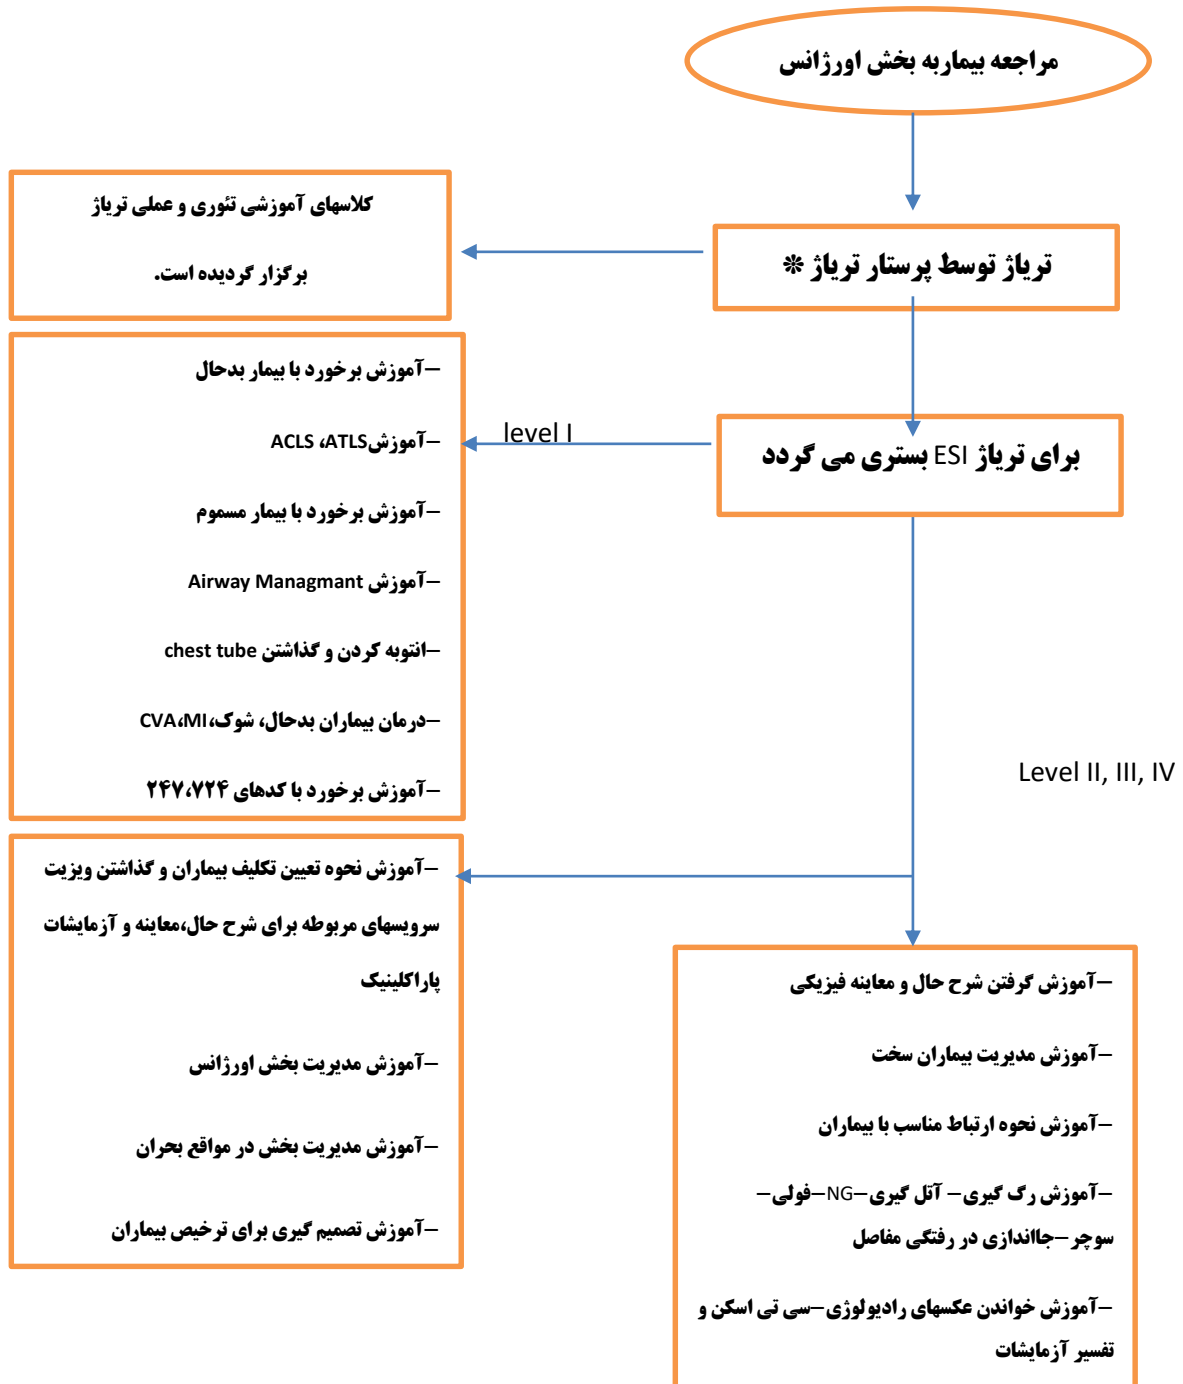 مراجعه بیماربه بخش اورژانس
تریاژ توسط پرستار تریاژ *
کلاسهای آموزشی تئوری و عملی تریاژ
برگزار گردیده است.
برای تریاژ ESI بستری می گردد
level I
–آموزش برخورد با بیمار بدحال
–آموزشACLS ،ATLS
–آموزش برخورد با بیمار مسموم
–آموزش Airway Managmant
–انتوبه کردن و گذاشتن chest tube
–درمان بیماران بدحال، شوک،CVA،MI
–آموزش برخورد با کدهای ۲۴۷،۷۲۴
Level II, III, IV
–آموزش نحوه تعیین تکلیف بیماران و گذاشتن ویزیت
سرویسهای مربوطه برای شرح حال،معاینه و آزمایشات
پاراکلینیک
–آموزش مدیریت بخش اورژانس
–آموزش مدیریت بخش در مواقع بحران
–آموزش تصمیم گیری برای ترخیص بیماران
–آموزش گرفتن شرح حال و معاینه فیزیکی
–آموزش مدیریت بیماران سخت
–آموزش نحوه ارتباط مناسب با بیماران
–آموزش رگ گیری– آتل گیری–NG–فولی–
سوچر–جااندازی در رفتگی مفاصل
–آموزش خواندن عکسهای رادیولوژی–سی تی اسکن و
تفسیر آزمایشات